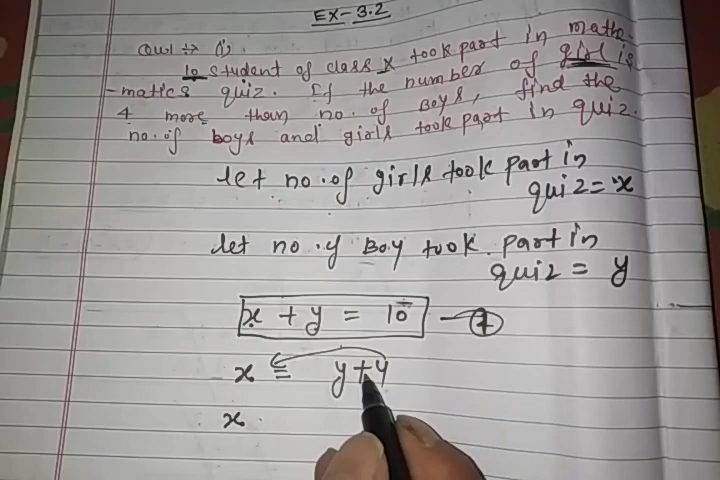 EX-3.2
Qus1 → (i).
10 student of class X took part in mathe
-matics quiz. If the number of girl is
4 more than no. of Boys, find the
no. of boys and girls took part in quiz.
let no. of girls took part in
quiz = x
let no. of Boy took part in
quiz = y
x + y = 10 — 1
x = y + 4
x